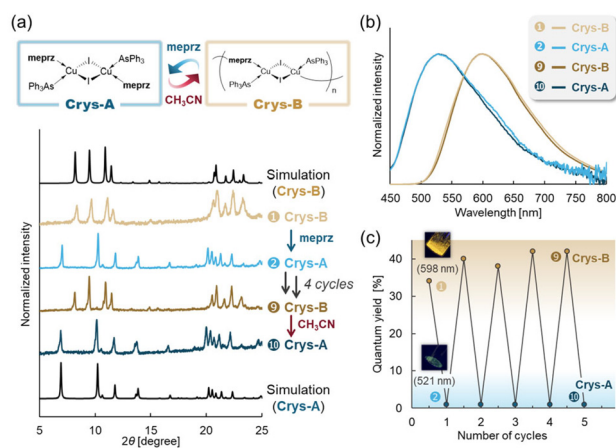 (a)
meprz
AsPh3
Cu
I
Cu
I
Ph3As
meprz
Crys-A
meprz
CH3CN
meprz
AsPh3
Cu
I
Cu
I
Ph3As
n
Crys-B
Normalized intensity
Simulation
(Crys-B)
1 Crys-B
meprz
2 Crys-A
4 cycles
9 Crys-B
CH3CN
10 Crys-A
Simulation
(Crys-A)
5 10 15 20 25
2θ [degree]
(b)
Normalized intensity
1 Crys-B
2 Crys-A
9 Crys-B
10 Crys-A
450 500 550 600 650 700 750 800
Wavelength [nm]
(c)
Quantum yield [%]
40
30
20
10
0
(598 nm)
1
9 Crys-B
(521 nm)
2
Crys-A
10
0 1 2 3 4 5
Number of cycles